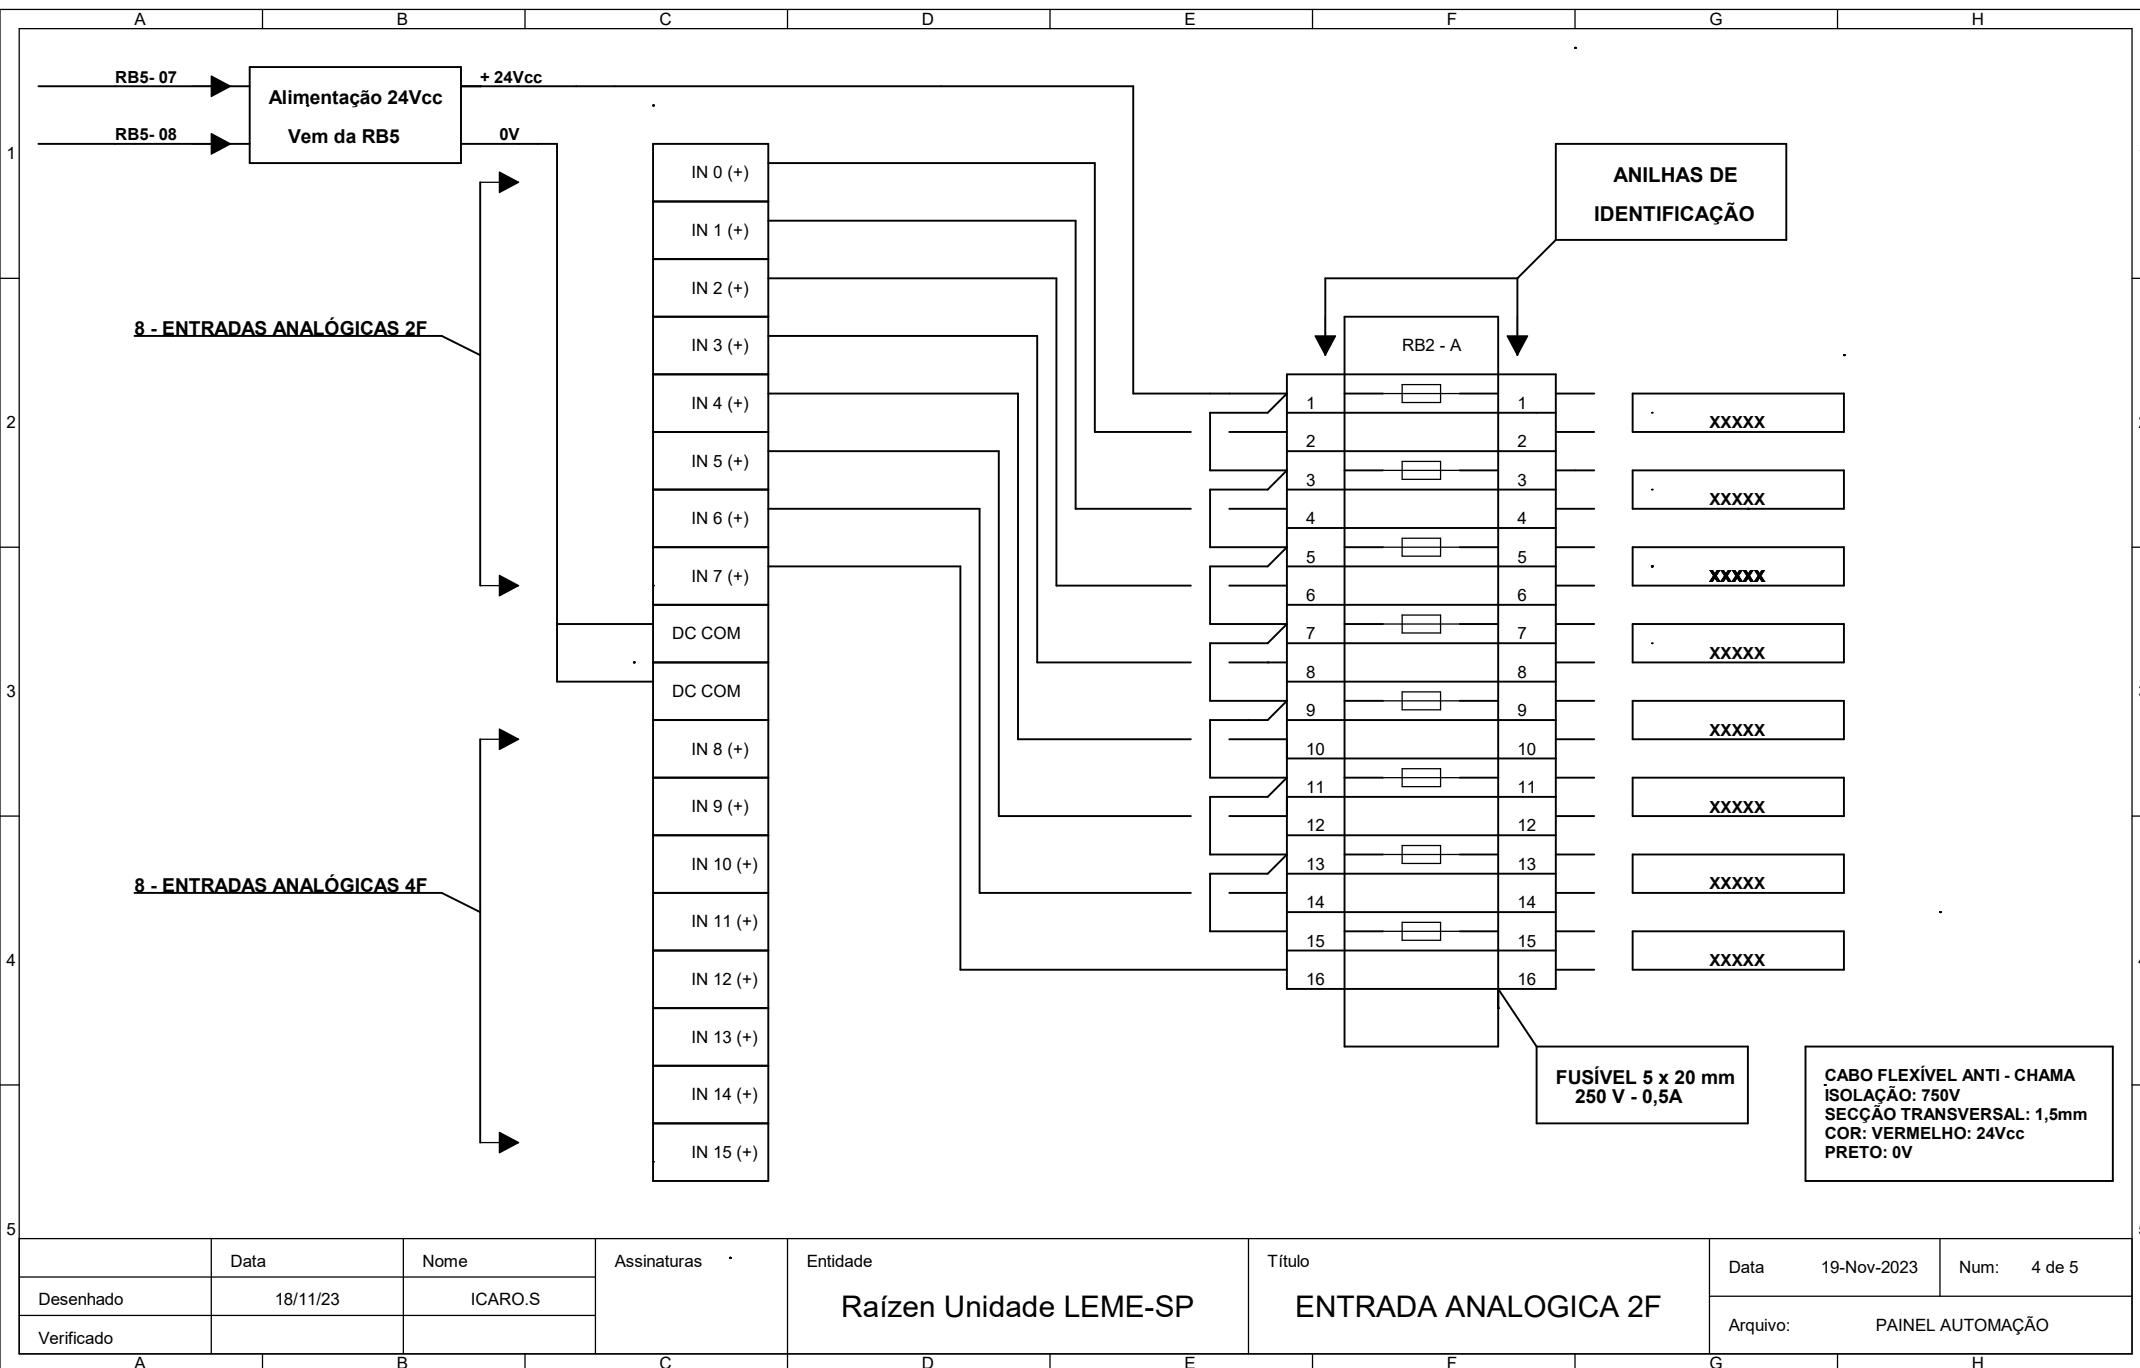 A B C D E F G H
RB5- 07
RB5- 08
Alimentação 24Vcc
Vem da RB5
+ 24Vcc
0V
1
2
3
4
5
8 - ENTRADAS ANALÓGICAS 2F
8 - ENTRADAS ANALÓGICAS 4F
IN 0 (+)
IN 1 (+)
IN 2 (+)
IN 3 (+)
IN 4 (+)
IN 5 (+)
IN 6 (+)
IN 7 (+)
DC COM
DC COM
IN 8 (+)
IN 9 (+)
IN 10 (+)
IN 11 (+)
IN 12 (+)
IN 13 (+)
IN 14 (+)
IN 15 (+)
ANILHAS DE
IDENTIFICAÇÃO
RB2 - A
1 1
2 2
3 3
4 4
5 5
6 6
7 7
8 8
9 9
10 10
11 11
12 12
13 13
14 14
15 15
16 16
XXXXX
XXXXX
XXXXX
XXXXX
XXXXX
XXXXX
XXXXX
XXXXX
FUSÍVEL 5 x 20 mm
250 V - 0,5A
CABO FLEXÍVEL ANTI - CHAMA
ISOLAÇÃO: 750V
SECÇÃO TRANSVERSAL: 1,5mm
COR: VERMELHO: 24Vcc
PRETO: 0V
Data Nome Assinaturas
Desenhado 18/11/23 ICARO.S
Verificado
Entidade
Raízen Unidade LEME-SP
Título
ENTRADA ANALOGICA 2F
Data 19-Nov-2023 Num: 4 de 5
Arquivo: PAINEL AUTOMAÇÃO
A B C D E F G H